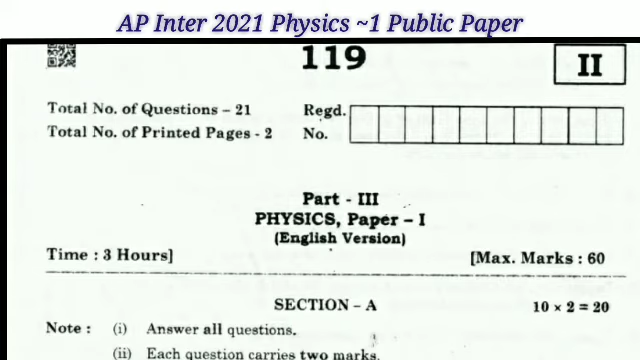 AP Inter 2021 Physics ~1 Public Paper
119
II
Total No. of Questions – 21
Regd.
Total No. of Printed Pages - 2
No.
Part - III
PHYSICS, Paper – I
(English Version)
Time : 3 Hours]
[Max. Marks : 60
SECTION – A
10 × 2 = 20
Note : (i) Answer all questions.
(ii) Each question carries two marks.